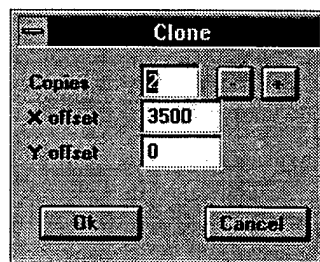 Clone
Copies 2 - +
X offset 3500
Y offset 0
Ok Cancel